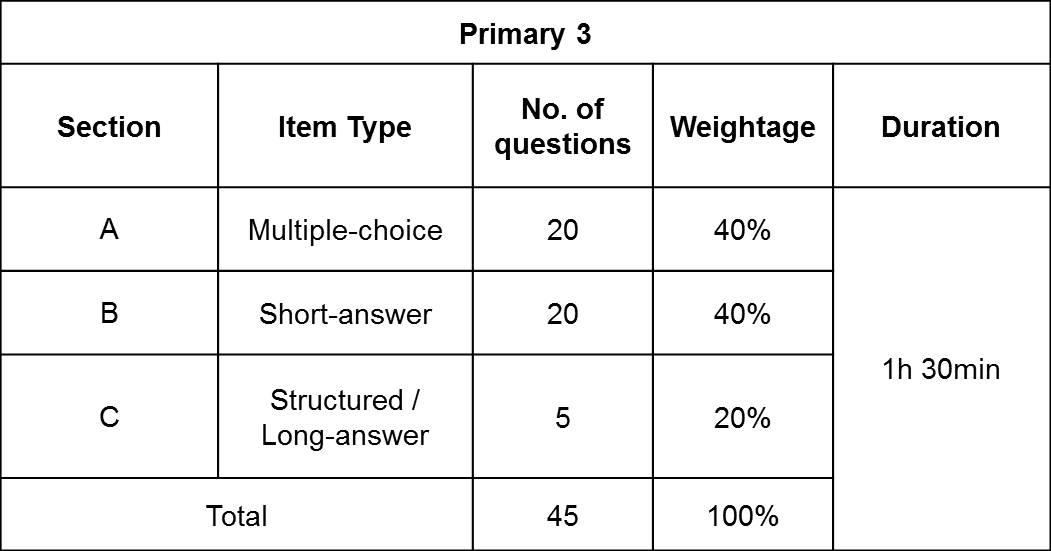 Primary 3
Section Item Type No. of questions Weightage Duration
A Multiple-choice 20 40% 1h 30min
B Short-answer 20 40%
C Structured / Long-answer 5 20%
Total 45 100%